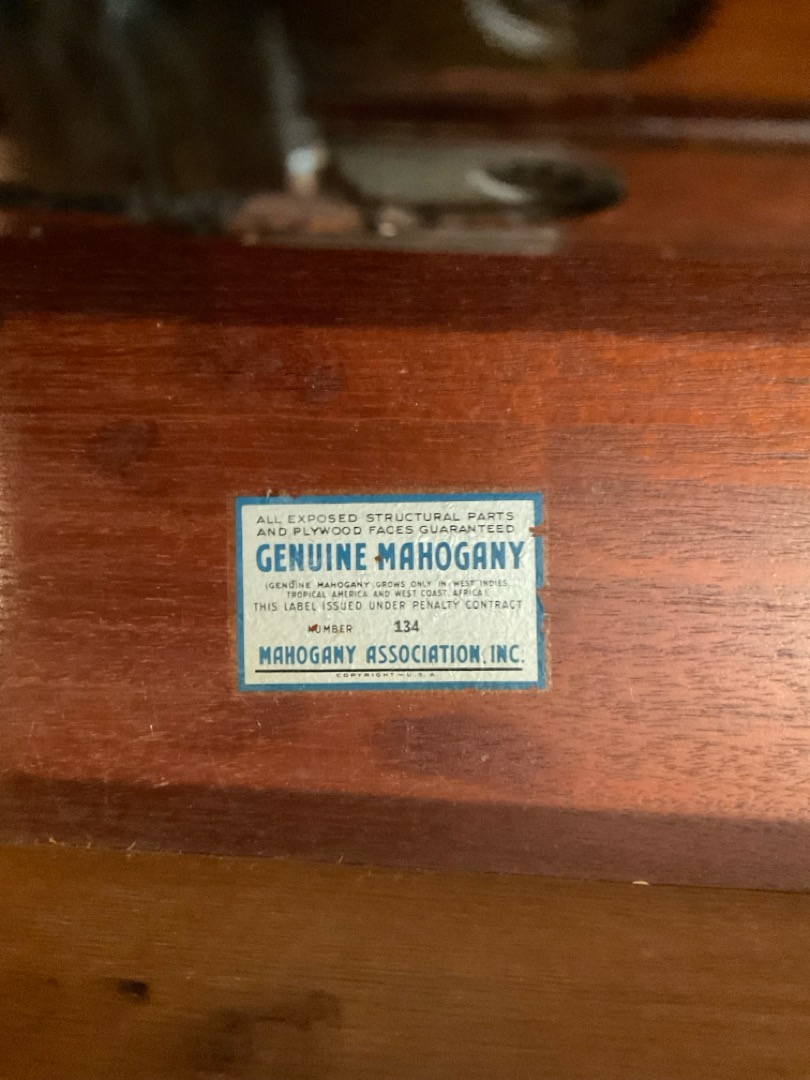 ALL EXPOSED STRUCTURAL PARTS
AND PLYWOOD FACES GUARANTEED
GENUINE MAHOGANY
(GENUINE MAHOGANY GROWS ONLY IN WEST INDIES,
TROPICAL AMERICA AND WEST COAST AFRICA)
THIS LABEL ISSUED UNDER PENALTY CONTRACT
NUMBER 134
MAHOGANY ASSOCIATION, INC.
COPYRIGHT—U.S.A.